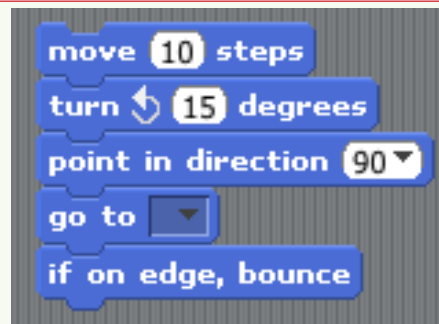 move 10 steps
turn 15 degrees
point in direction 90
go to
if on edge, bounce